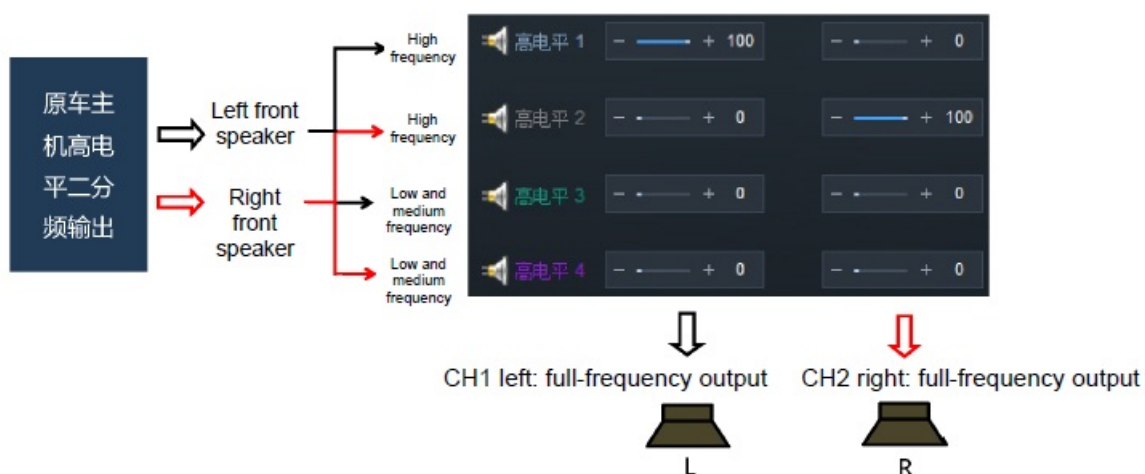 原车主
机高电
平二分
频输出
Left front
speaker
Right
front
speaker
High
frequency
High
frequency
Low and
medium
frequency
Low and
medium
frequency
高电平 1 − + 100 − + 0
高电平 2 − + 0 − + 100
高电平 3 − + 0 − + 0
高电平 4 − + 0 − + 0
CH1 left: full-frequency output
CH2 right: full-frequency output
L
R